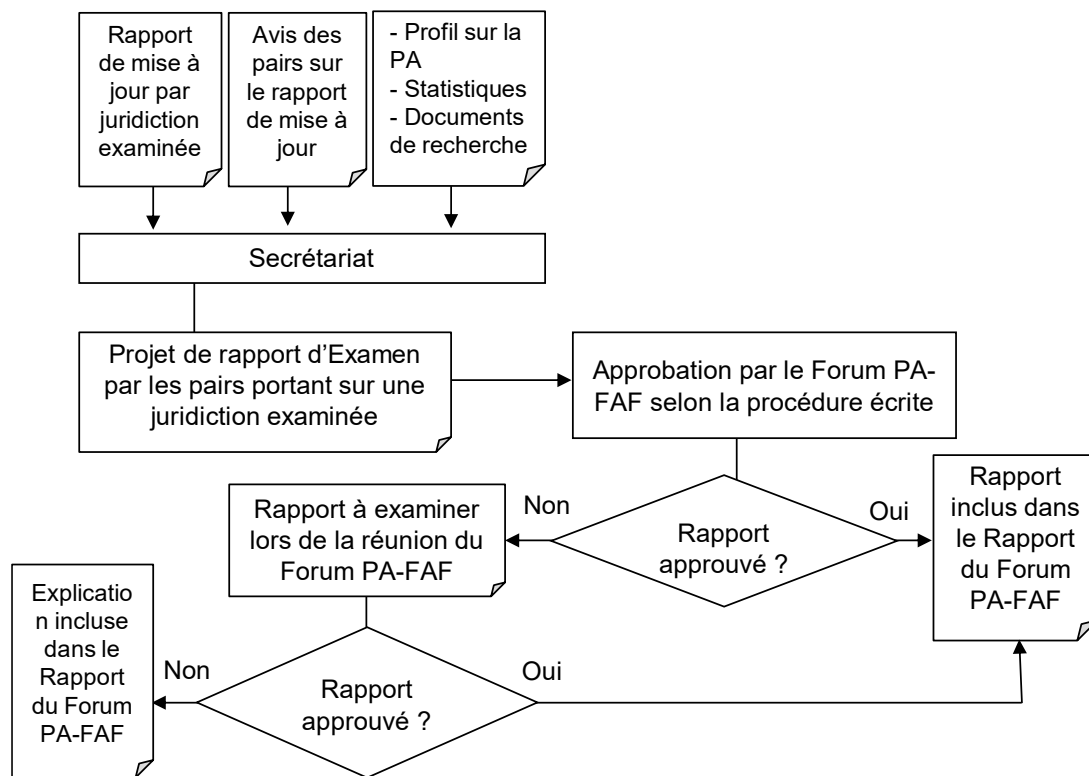 Rapport
de mise à
jour par
juridiction
examinée
Avis des
pairs sur
le rapport
de mise à
jour
- Profil sur la
PA
- Statistiques
- Documents
de recherche
Secrétariat
Projet de rapport d’Examen
par les pairs portant sur une
juridiction examinée
Approbation par le Forum PA-
FAF selon la procédure écrite
Rapport à examiner
lors de la réunion du
Forum PA-FAF
Non
Rapport
approuvé ?
Oui
Rapport
inclus dans
le Rapport
du Forum
PA-FAF
Explicatio
n incluse
dans le
Rapport
du Forum
PA-FAF
Non
Rapport
approuvé ?
Oui